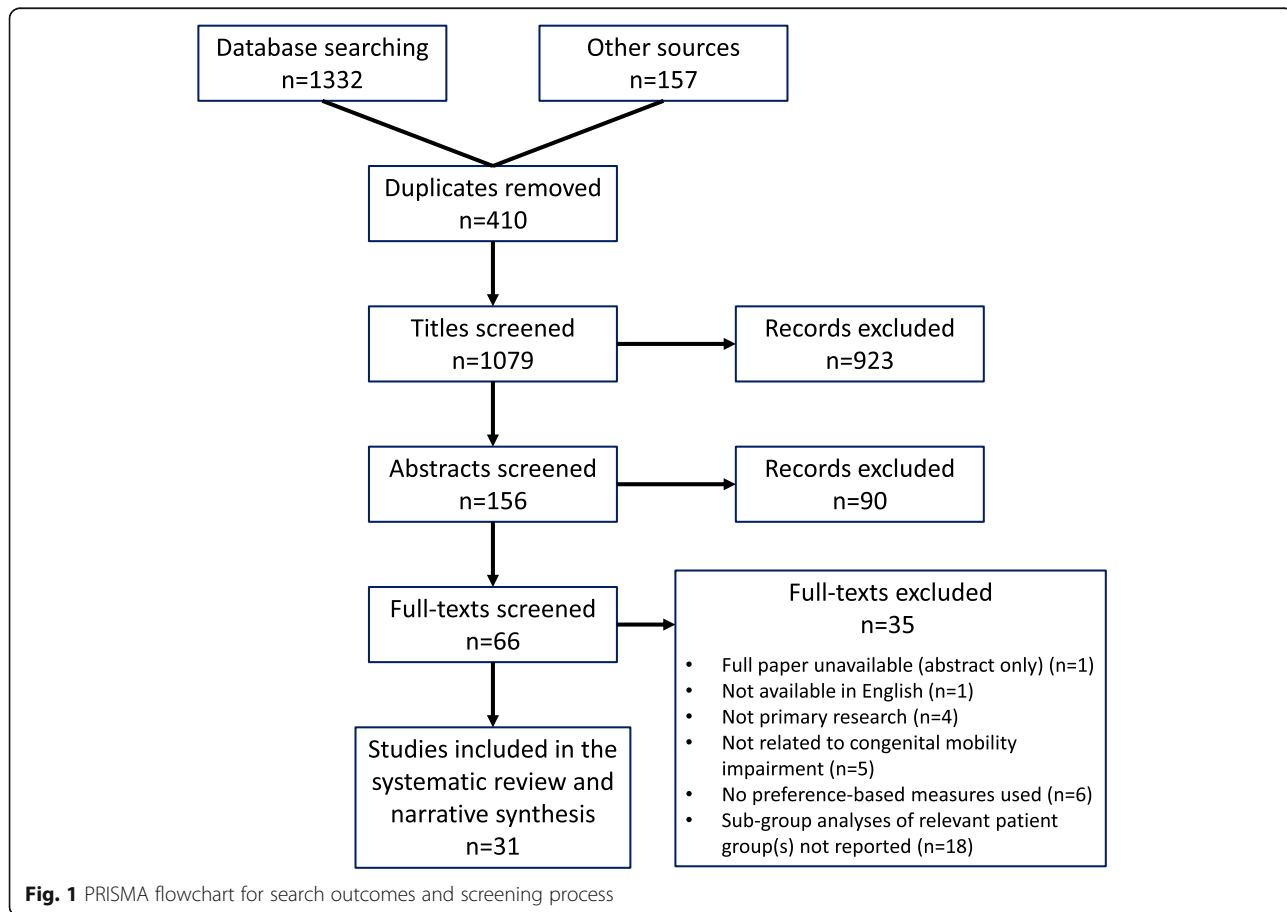 Database searching
n=1332
Other sources
n=157
Duplicates removed
n=410
Titles screened
n=1079
Records excluded
n=923
Abstracts screened
n=156
Records excluded
n=90
Full-texts screened
n=66
Full-texts excluded
n=35
• Full paper unavailable (abstract only) (n=1)
• Not available in English (n=1)
• Not primary research (n=4)
• Not related to congenital mobility
impairment (n=5)
• No preference-based measures used (n=6)
• Sub-group analyses of relevant patient
group(s) not reported (n=18)
Studies included in the
systematic review and
narrative synthesis
n=31
Fig. 1 PRISMA flowchart for search outcomes and screening process